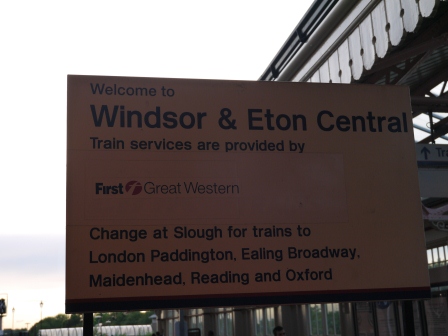 Welcome to
Windsor & Eton Central
Train services are provided by
First Great Western
Change at Slough for trains to
London Paddington, Ealing Broadway,
Maidenhead, Reading and Oxford